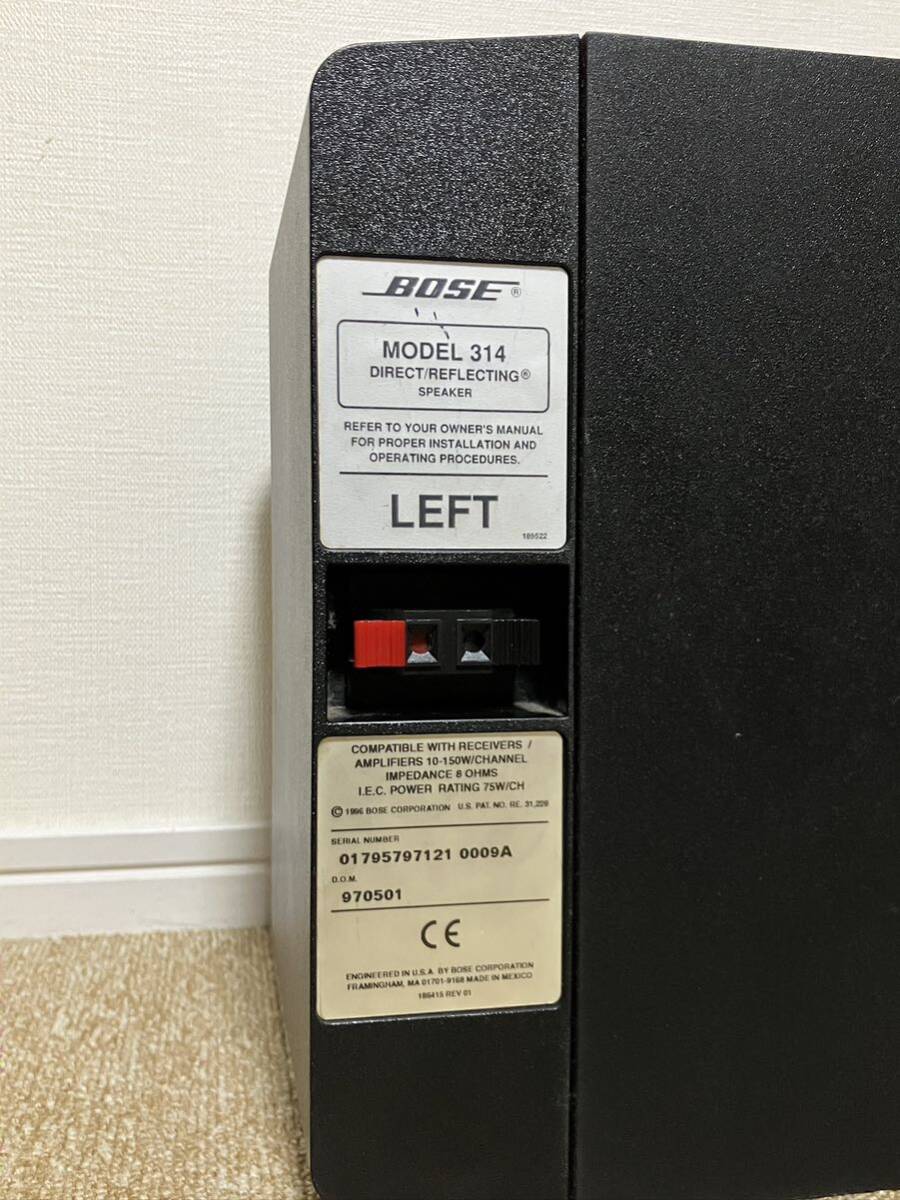 BOSE®
MODEL 314
DIRECT/REFLECTING®
SPEAKER
REFER TO YOUR OWNER'S MANUAL
FOR PROPER INSTALLATION AND
OPERATING PROCEDURES.
LEFT
189522
COMPATIBLE WITH RECEIVERS /
AMPLIFIERS 10-150W/CHANNEL
IMPEDANCE 8 OHMS
I.E.C. POWER RATING 75W/CH
© 1996 BOSE CORPORATION U.S. PAT. NO. RE. 31,228
SERIAL NUMBER
01795797121 0009A
D.O.M.
970501
CE
ENGINEERED IN U.S.A. BY BOSE CORPORATION
FRAMINGHAM, MA 01701-9168 MADE IN MEXICO
186415 REV 01